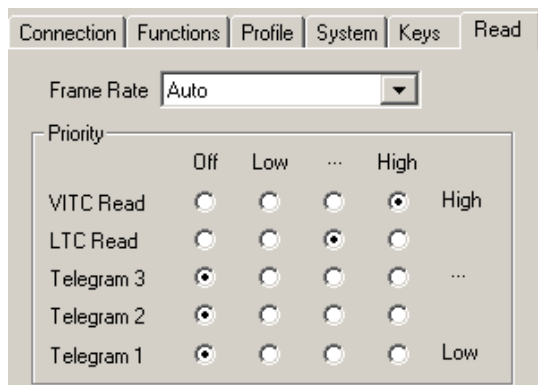 Connection Functions Profile System Keys Read
Frame Rate Auto
Priority
Off Low ... High
VITC Read High
LTC Read
Telegram 3 ...
Telegram 2
Telegram 1 Low